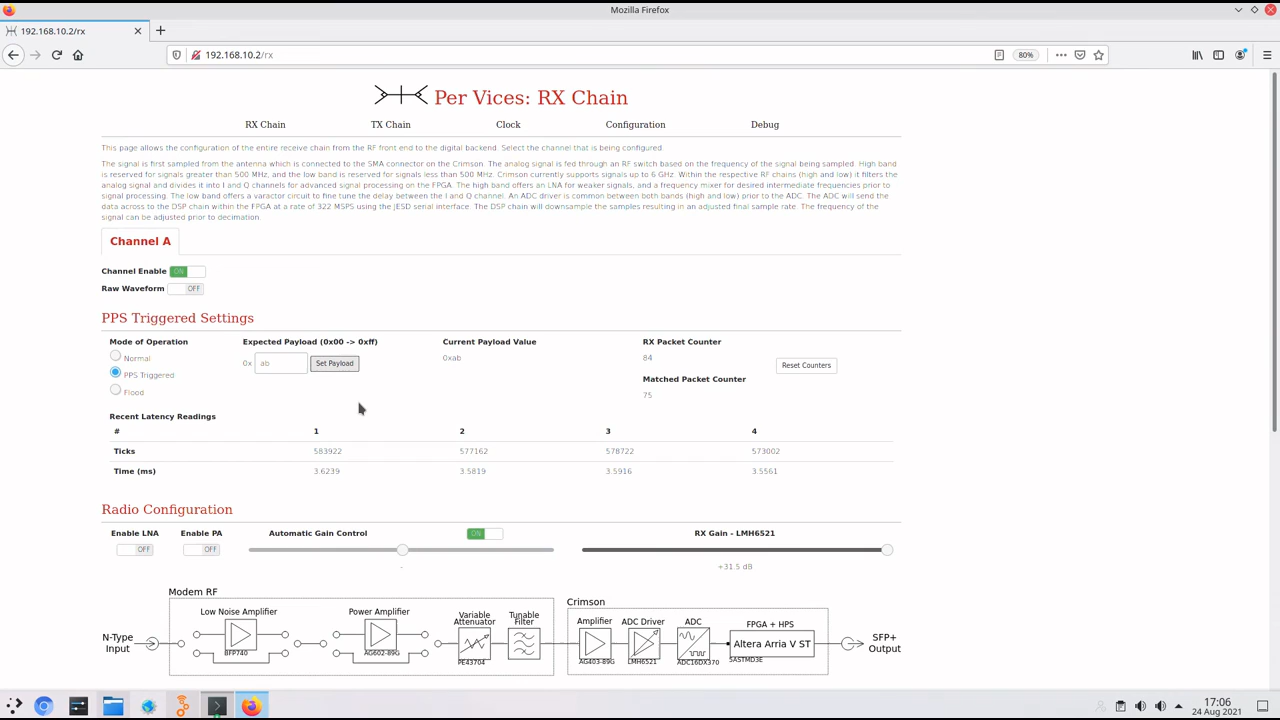 Mozilla Firefox
192.168.10.2/rx
192.168.10.2/rx
80%
Per Vices: RX Chain
RX Chain TX Chain Clock Configuration Debug
This page allows the configuration of the entire receive chain from the RF front end to the digital backend. Select the channel that is being configured
The signal is first sampled from the antenna which is connected to the SMA connector on the Crimson. The analog signal is fed through an RF switch based on the frequency of the signal being sampled. High band
is reserved for signals greater than 500 MHz, and the low band is reserved for signals less than 500 MHz. Crimson currently supports signals up to 6 GHz. Within the respective RF chains (high and low) it filters the
analog signal and divides it into I and Q channels for advanced signal processing on the FPGA. The high band offers an LNA for weaker signals, and a frequency mixer for desired intermediate frequencies prior to
signal processing. The low band offers a varactor circuit to fine tune the delay between the I and Q channel. An ADC driver is common between both bands (high and low) prior to the ADC. The ADC will send the
data across to the DSP chain within the FPGA at a rate of 322 MSPS using the JESD serial interface. The DSP chain will downsample the samples resulting in an adjusted final sample rate. The frequency of the
signal can be adjusted prior to decimation
Channel A
Channel Enable ON
Raw Waveform OFF
PPS Triggered Settings
Mode of Operation Expected Payload (0x00 -> 0xff) Current Payload Value RX Packet Counter
Normal 0x ab Set Payload 0xab 84
PPS Triggered Reset Counters
Matched Packet Counter
Flood 75
Recent Latency Readings
# 1 2 3 4
Ticks 583922 577162 578722 573002
Time (ms) 3.6239 3.5819 3.5916 3.5561
Radio Configuration
Enable LNA Enable PA Automatic Gain Control ON RX Gain - LMH6521
OFF OFF
- +31.5 dB
Modem RF
Crimson
Low Noise Amplifier Power Amplifier Variable Attenuator Tunable Filter Amplifier ADC Driver ADC FPGA + HPS
N-Type Input
Altera Arria V ST
SFP+ Output
BFP740 AG602-89G PE43704 AG403-89G LMH6521 ADC16DX370 5ASTMD3E
17:06
24 Aug 2021